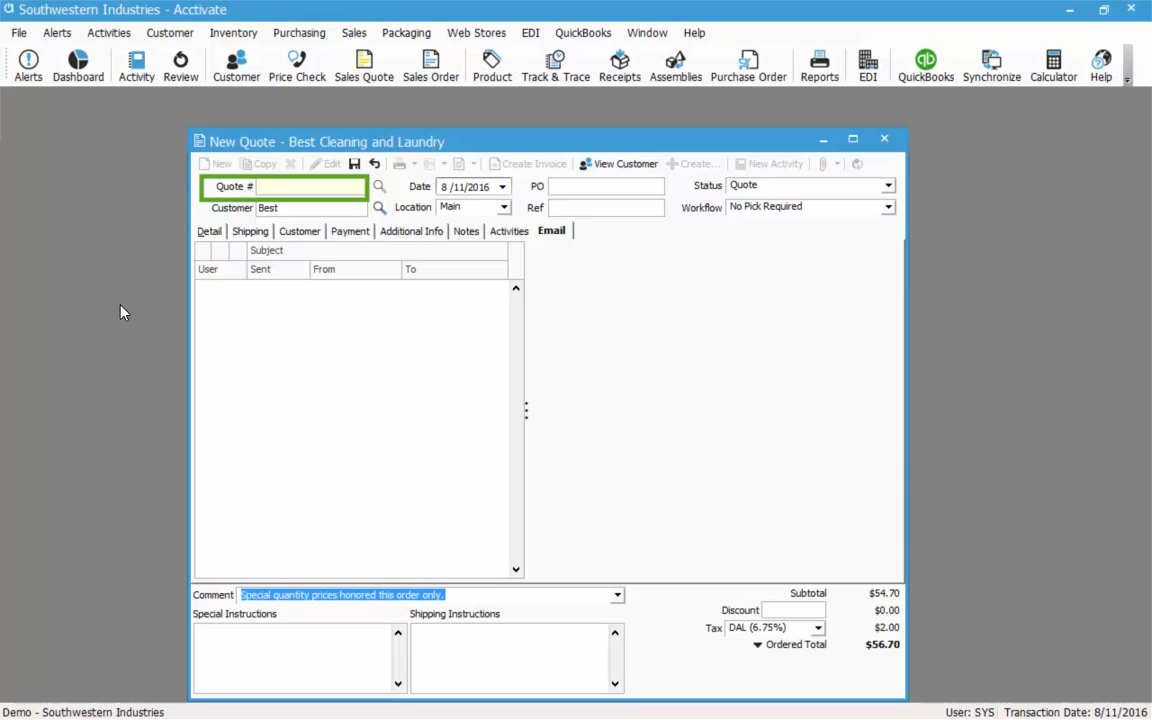 Southwestern Industries - Acctivate
File Alerts Activities Customer Inventory Purchasing Sales Packaging Web Stores EDI QuickBooks Window Help
Alerts Dashboard Activity Review Customer Price Check Sales Quote Sales Order Product Track & Trace Receipts Assemblies Purchase Order Reports EDI QuickBooks Synchronize Calculator Help
New Quote - Best Cleaning and Laundry
New Copy Edit Create Invoice View Customer Create... New Activity
Quote # Date 8 /11/2016 PO Status Quote
Customer Best Location Main Ref Workflow No Pick Required
Detail Shipping Customer Payment Additional Info Notes Activities Email
Subject
User Sent From To
Comment Special quantity prices honored this order only. Subtotal $54.70
Discount $0.00
Special Instructions Shipping Instructions
Tax DAL (6.75%) $2.00
Ordered Total $56.70
Demo - Southwestern Industries User: SYS Transaction Date: 8/11/2016
qb